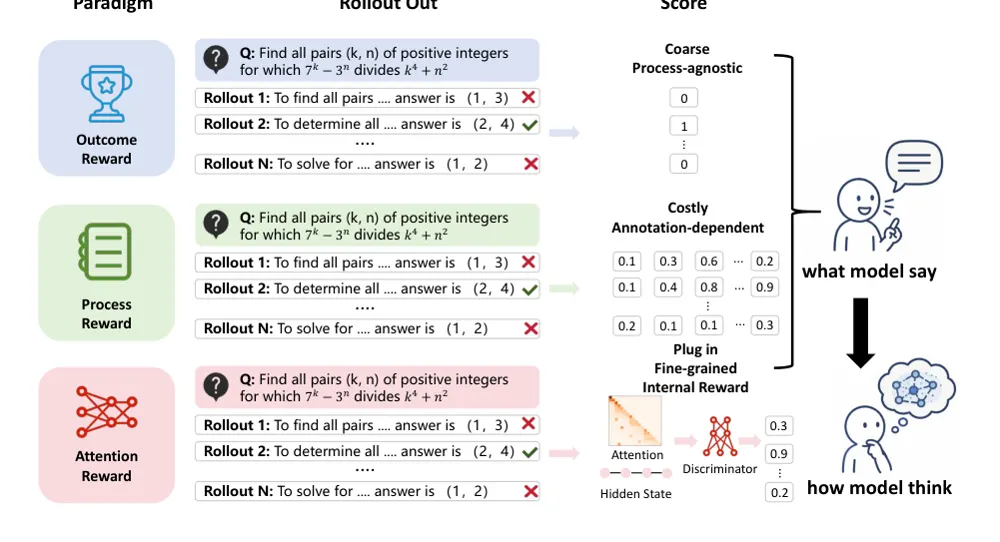 Paradigm
Rollout Out
Score
Outcome
Reward
Q: Find all pairs (k, n) of positive integers
for which 7^k − 3^n divides k^4 + n^2
Rollout 1: To find all pairs .... answer is (1, 3)
Rollout 2: To determine all .... answer is (2, 4)
....
Rollout N: To solve for .... answer is (1, 2)
Coarse
Process-agnostic
0
1
⋮
0
Process
Reward
Q: Find all pairs (k, n) of positive integers
for which 7^k − 3^n divides k^4 + n^2
Rollout 1: To find all pairs .... answer is (1, 3)
Rollout 2: To determine all .... answer is (2, 4)
....
Rollout N: To solve for .... answer is (1, 2)
Costly
Annotation-dependent
0.1 0.3 0.6 ... 0.2
0.1 0.4 0.8 ... 0.9
⋮
0.2 0.1 0.1 ... 0.3
Attention
Reward
Q: Find all pairs (k, n) of positive integers
for which 7^k − 3^n divides k^4 + n^2
Rollout 1: To find all pairs .... answer is (1, 3)
Rollout 2: To determine all .... answer is (2, 4)
....
Rollout N: To solve for .... answer is (1, 2)
Plug in
Fine-grained
Internal Reward
Attention
Hidden State
Discriminator
0.3
0.9
⋮
0.2
what model say
how model think